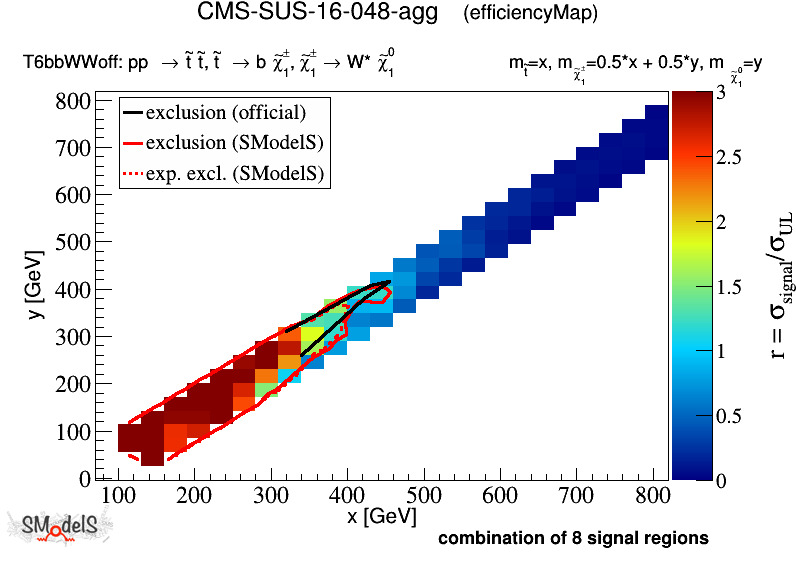 CMS-SUS-16-048-agg (efficiencyMap)
T6bbWWoff: pp → t̃ t̃, t̃ → b χ̃₁±, χ̃₁± → W* χ̃₁⁰ m_t̃=x, m_χ̃₁±=0.5*x + 0.5*y, m_χ̃₁⁰=y
exclusion (official)
exclusion (SModelS)
exp. excl. (SModelS)
800
700
600
500
400
300
200
100
0
y [GeV]
100 200 300 400 500 600 700 800
x [GeV]
3
2.5
2
1.5
1
0.5
0
r = σ_signal/σ_UL
SModelS
combination of 8 signal regions